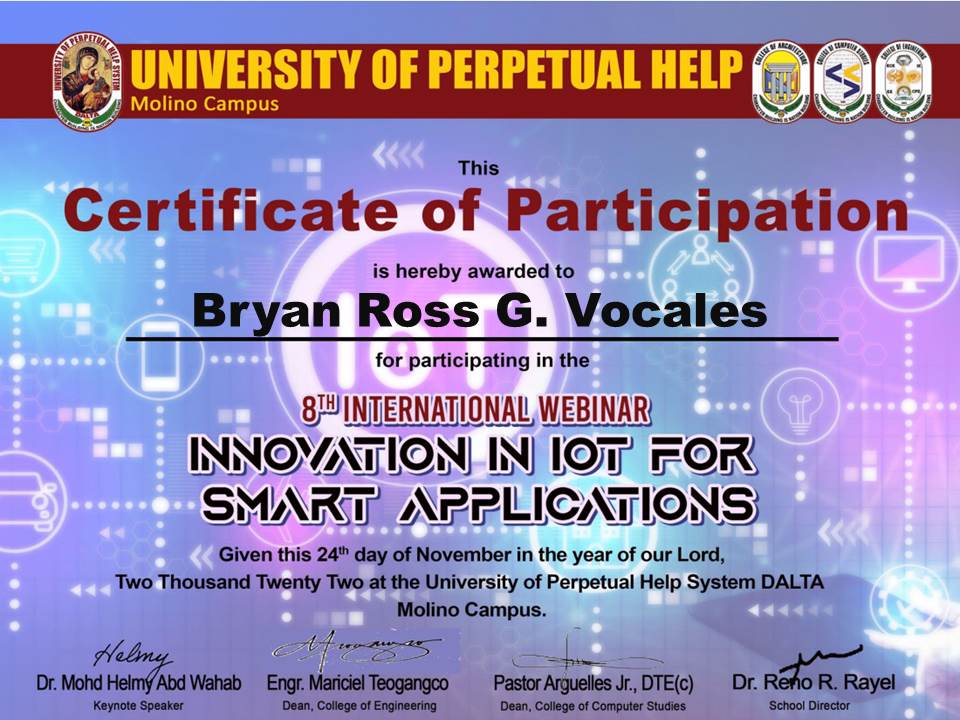 UNIVERSITY OF PERPETUAL HELP
Molino Campus
This
Certificate of Participation
is hereby awarded to
Bryan Ross G. Vocales
for participating in the
8TH INTERNATIONAL WEBINAR
INNOVATION IN IOT FOR
SMART APPLICATIONS
Given this 24th day of November in the year of our Lord,
Two Thousand Twenty Two at the University of Perpetual Help System DALTA
Molino Campus.
Helmy
Dr. Mohd Helmy Abd Wahab
Keynote Speaker
Engr. Mariciel Teogangco
Dean, College of Engineering
Pastor Arguelles Jr., DTE(c)
Dean, College of Computer Studies
Dr. Reno R. Rayel
School Director